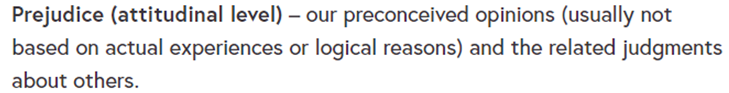 Prejudice (attitudinal level) – our preconceived opinions (usually not
based on actual experiences or logical reasons) and the related judgments
about others.